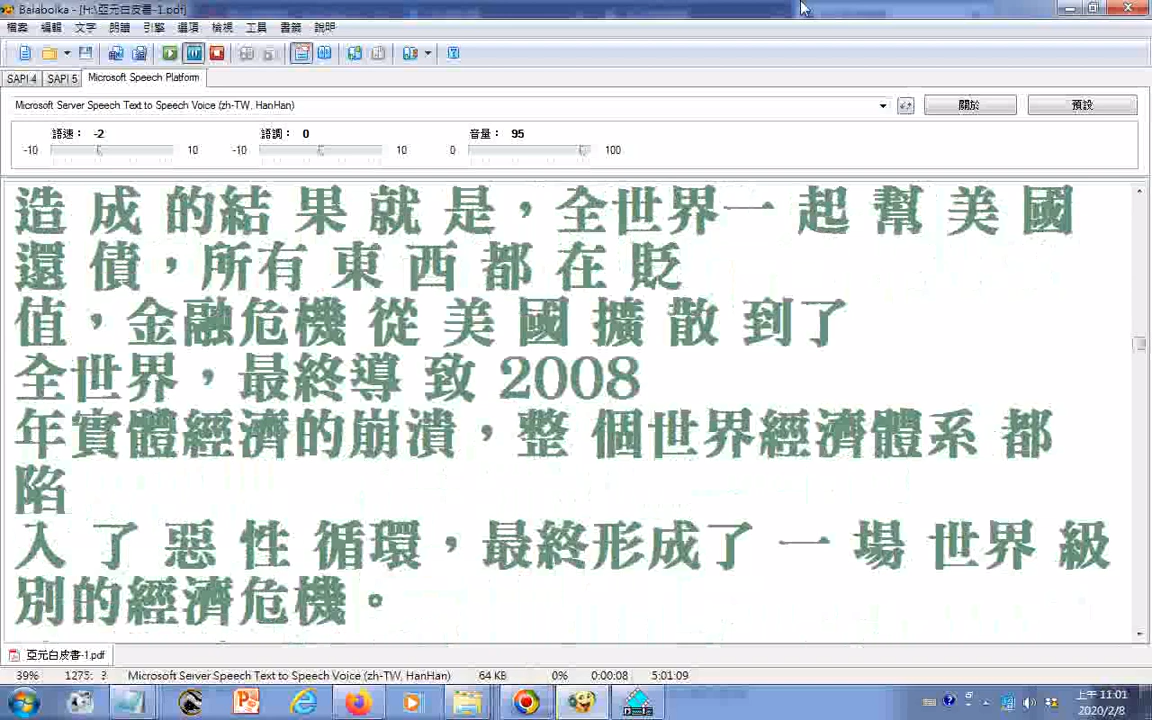 Balabolka - [H:\亞元白皮書-1.pdf]
檔案 編輯 文字 朗讀 引擎 選項 檢視 工具 書籤 說明
SAPI 4 SAPI 5 Microsoft Speech Platform
Microsoft Server Speech Text to Speech Voice (zh-TW, HanHan) 關於 預設
語速： -2 語調： 0 音量： 95
-10 10 -10 10 0 100
造 成 的結 果 就 是，全世界一 起 幫 美 國
還 債，所有 東 西 都 在 貶
值，金融危機 從 美 國 擴 散 到了
全世界，最終導 致 2008
年實體經濟的崩潰，整 個世界經濟體系 都
陷
入 了 惡 性 循環，最終形成了 一 場 世界 級
別的經濟危機。
亞元白皮書-1.pdf
39% 1275: ? Microsoft Server Speech Text to Speech Voice (zh-TW, HanHan) 64 KB 0% 0:00:08 5:01:09
上午 11:01
2020/2/8